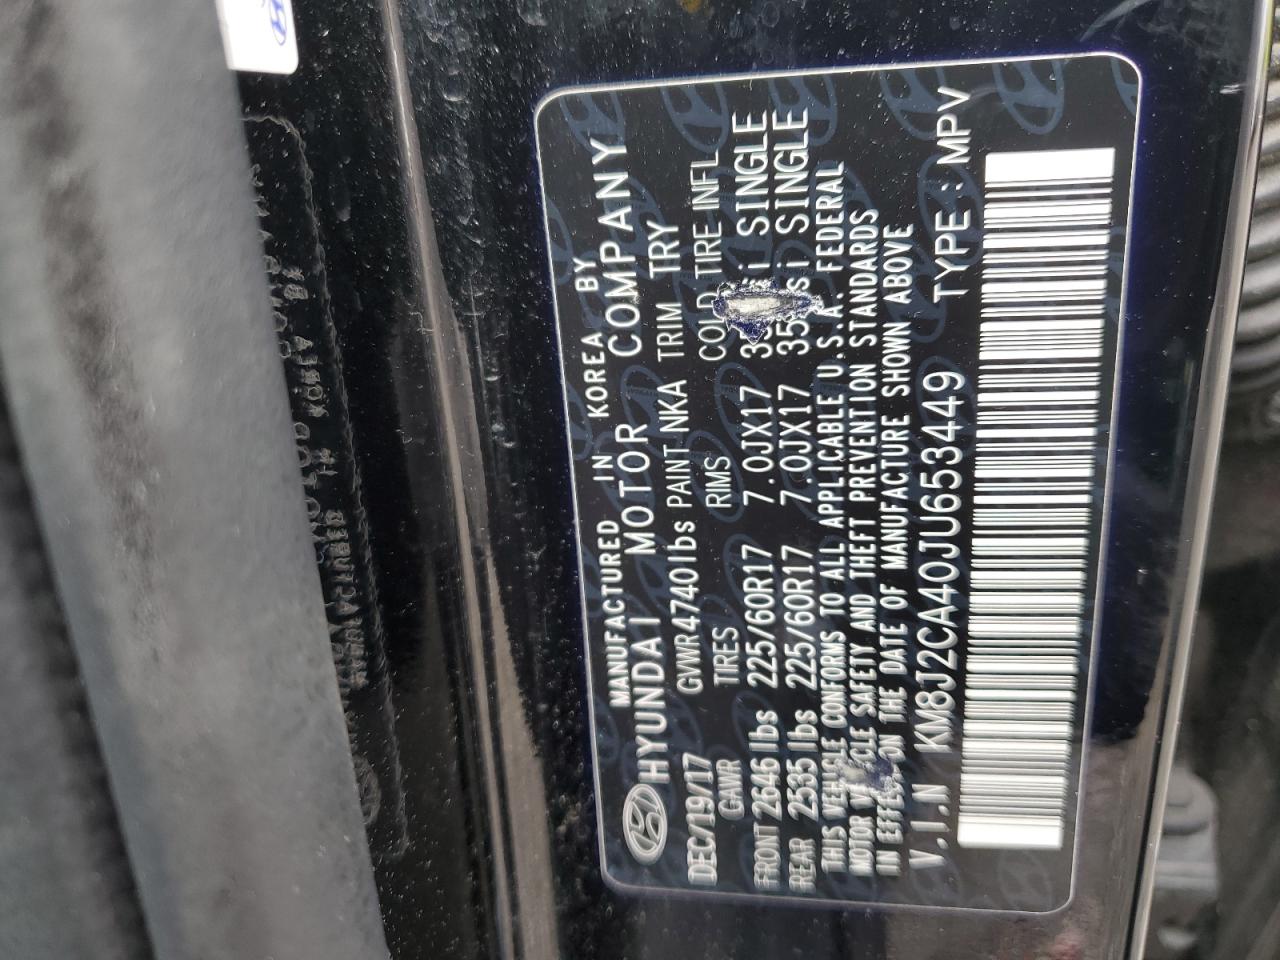 MANUFACTURED IN KOREA BY
HYUNDAI MOTOR COMPANY
DEC/19/17 GVWR4740lbs PAINT NKA TRIM TRY
GAWR TIRES RIMS COLD TIRE INFL
FRONT 2646lbs 225/60R17 7.0JX17 SINGLE
REAR 2535lbs 225/60R17 7.0JX17 35 si SINGLE
THIS VEHICLE CONFORMS TO ALL APPLICABLE U.S.A. FEDERAL
MOTOR VEHICLE SAFETY AND THEFT PREVENTION STANDARDS
IN EFFECT ON THE DATE OF MANUFACTURE SHOWN ABOVE
V.I.N KM8J2CA40JU653449 TYPE : MPV